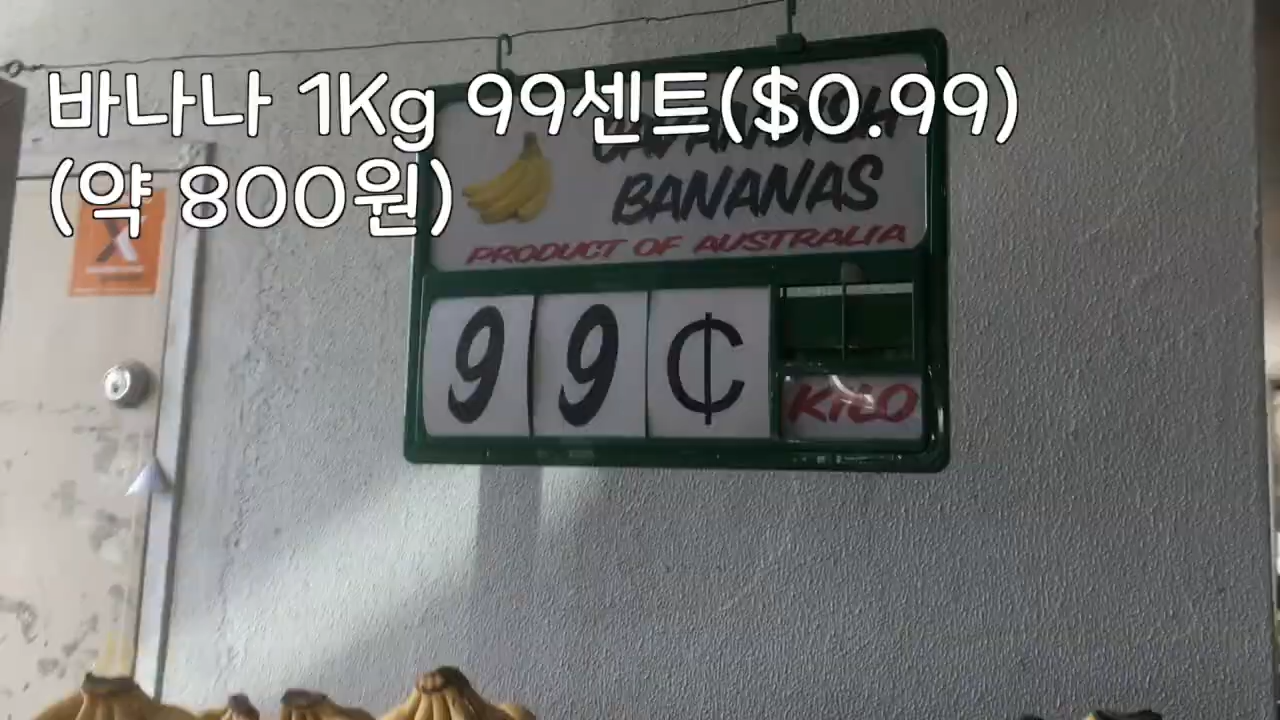 바나나 1Kg 99센트($0.99)
(약 800원)
CAVANDISH
BANANAS
PRODUCT OF AUSTRALIA
99¢
KILO
X